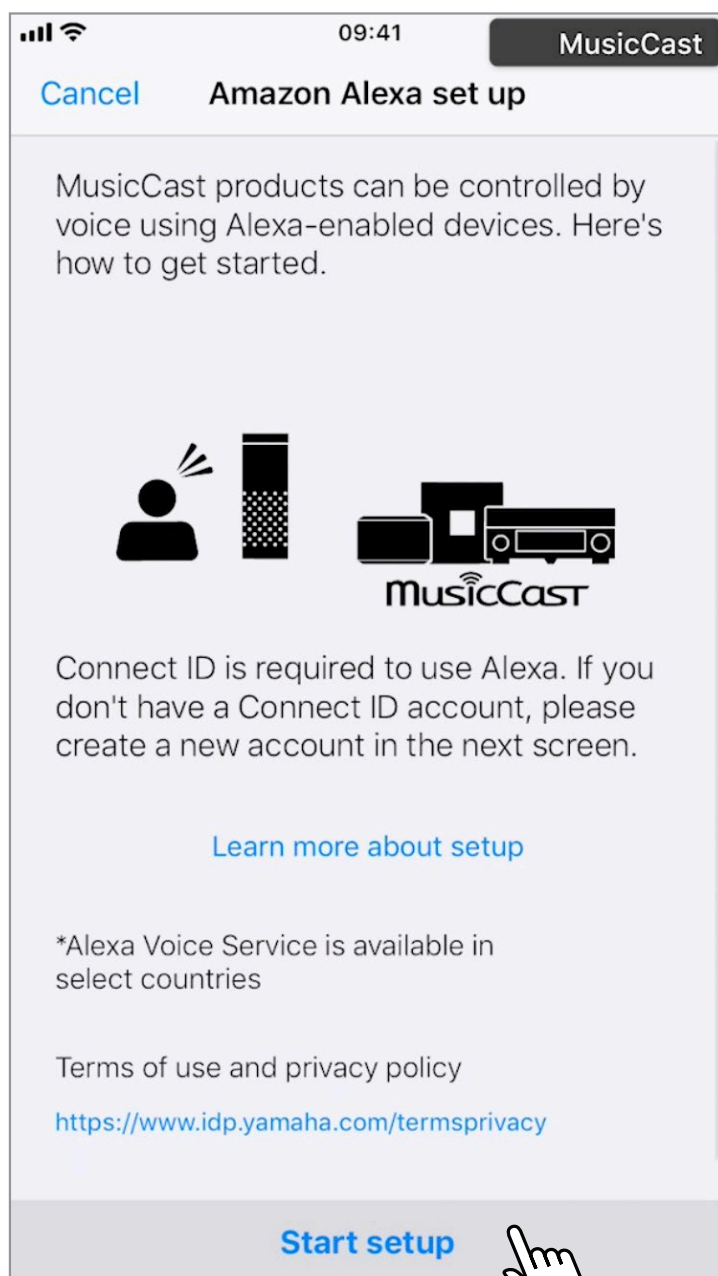 09:41
MusicCast
Cancel
Amazon Alexa set up
MusicCast products can be controlled by
voice using Alexa-enabled devices. Here's
how to get started.
MusicCast
Connect ID is required to use Alexa. If you
don't have a Connect ID account, please
create a new account in the next screen.
Learn more about setup
*Alexa Voice Service is available in
select countries
Terms of use and privacy policy
https://www.idp.yamaha.com/termsprivacy
Start setup